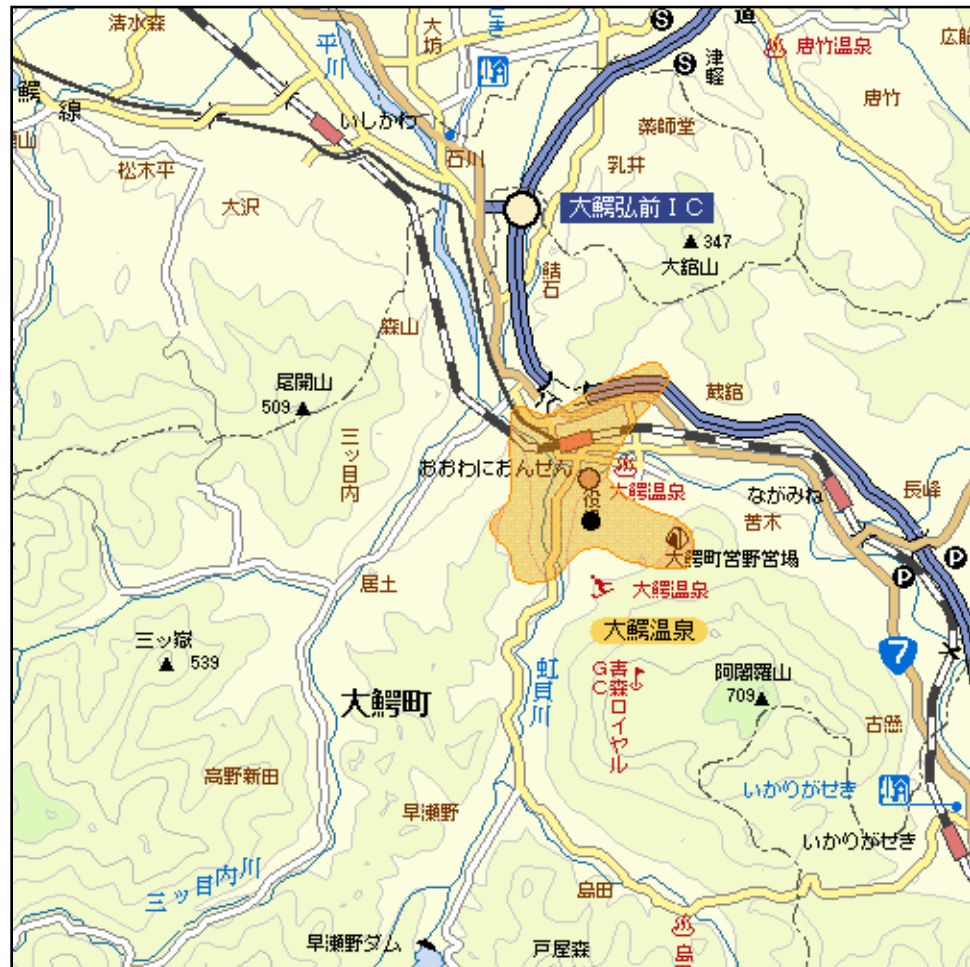 清水森
大坊
平川
道
津軽
唐竹温泉
広船
唐竹
鰐線
いしかわ
石川
薬師堂
乳井
松木平
大沢
大鰐弘前IC
347
大舘山
鯖石
森山
尾開山
509
蔵舘
三ッ目内
おおわにおんせん
大鰐温泉
ながみね
長峰
苦木
大鰐町営野営場
居土
大鰐温泉
大鰐温泉
三ッ嶽
539
7
虹貝川
青森ロイヤルGC
阿闍羅山
709
大鰐町
古懸
高野新田
早瀬野
いかりがせき
いかりがせき
三ッ目内川
島田
早瀬野ダム
戸屋森
島